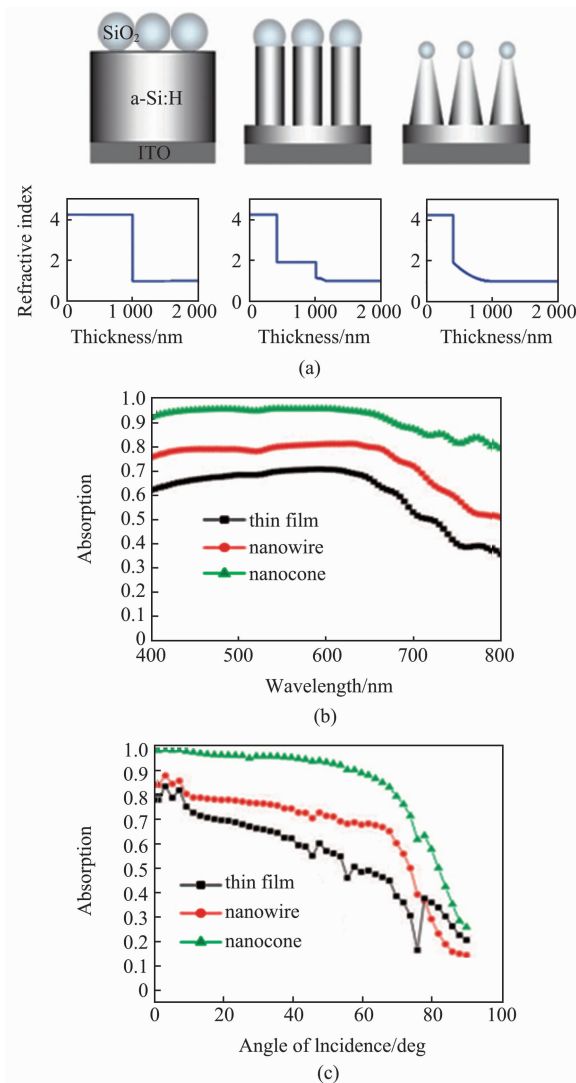 SiO2
a-Si:H
ITO
Refractive index
4
2
0
0 1 000 2 000
Thickness/nm
4
2
0
0 1 000 2 000
Thickness/nm
4
2
0
0 1 000 2 000
Thickness/nm
(a)
Absorption
1.0
0.9
0.8
0.7
0.6
0.5
0.4
0.3
0.2
0.1
0
thin film
nanowire
nanocone
400 500 600 700 800
Wavelength/nm
(b)
Absorption
1.0
0.9
0.8
0.7
0.6
0.5
0.4
0.3
0.2
0.1
0
thin film
nanowire
nanocone
0 20 40 60 80 100
Angle of lncidence/deg
(c)